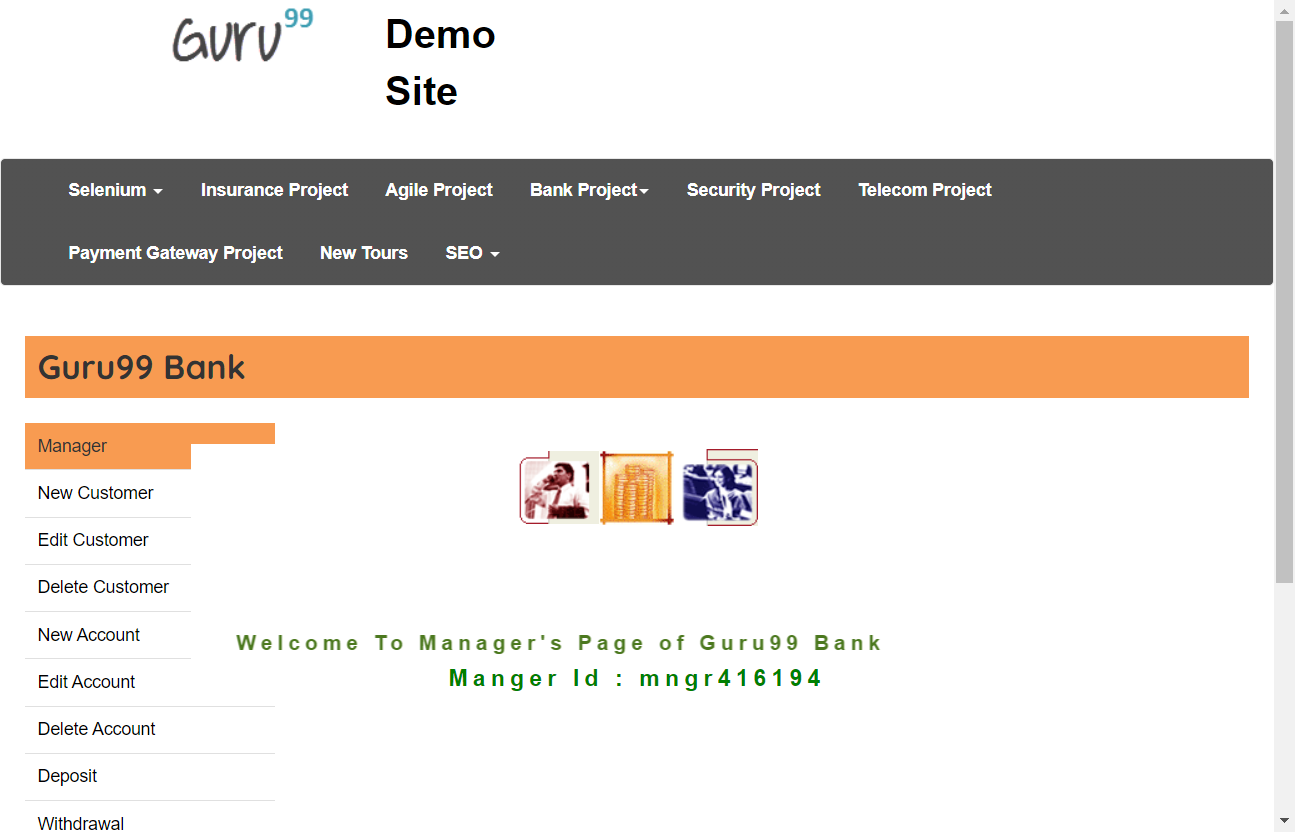 Guru99
Demo
Site
Selenium Insurance Project Agile Project Bank Project Security Project Telecom Project
Payment Gateway Project New Tours SEO
Guru99 Bank
Manager
New Customer
Edit Customer
Delete Customer
New Account
Edit Account
Delete Account
Deposit
Withdrawal
Welcome To Manager's Page of Guru99 Bank
Manger Id : mngr416194